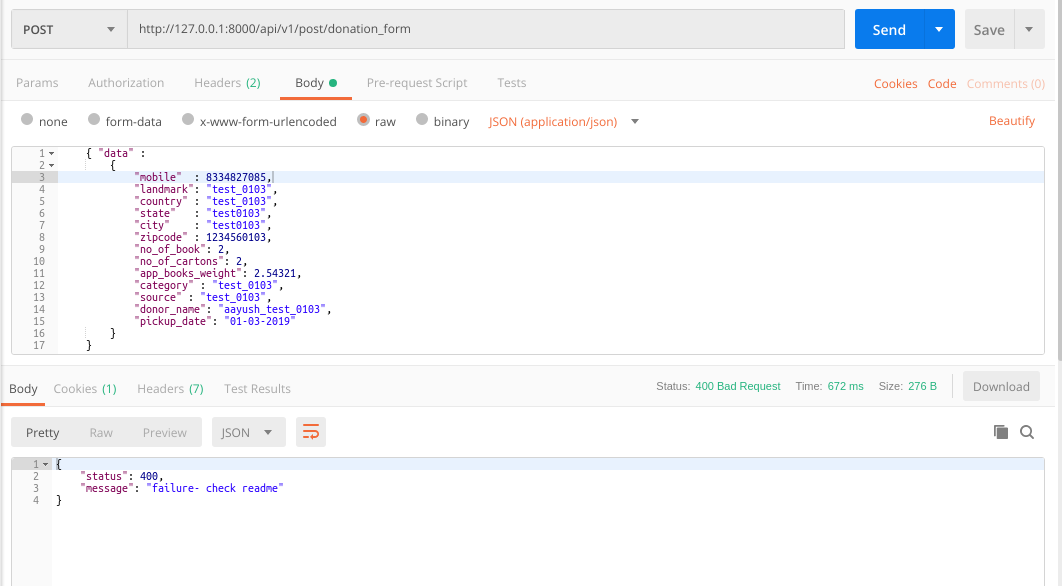 POST http://127.0.0.1:8000/api/v1/post/donation_form Send Save
Params Authorization Headers (2) Body Pre-request Script Tests Cookies Code Comments (0)
none form-data x-www-form-urlencoded raw binary JSON (application/json) Beautify
1 { "data" :
2 {
3 "mobile" : 8334827085,
4 "landmark": "test_0103",
5 "country" : "test_0103",
6 "state" : "test0103",
7 "city" : "test0103",
8 "zipcode" : 1234560103,
9 "no_of_book": 2,
10 "no_of_cartons": 2,
11 "app_books_weight": 2.54321,
12 "category" : "test_0103",
13 "source" : "test_0103",
14 "donor_name": "aayush_test_0103",
15 "pickup_date": "01-03-2019"
16 }
17 }
Body Cookies (1) Headers (7) Test Results Status: 400 Bad Request Time: 672 ms Size: 276 B Download
Pretty Raw Preview JSON
1 {
2 "status": 400,
3 "message": "failure- check readme"
4 }